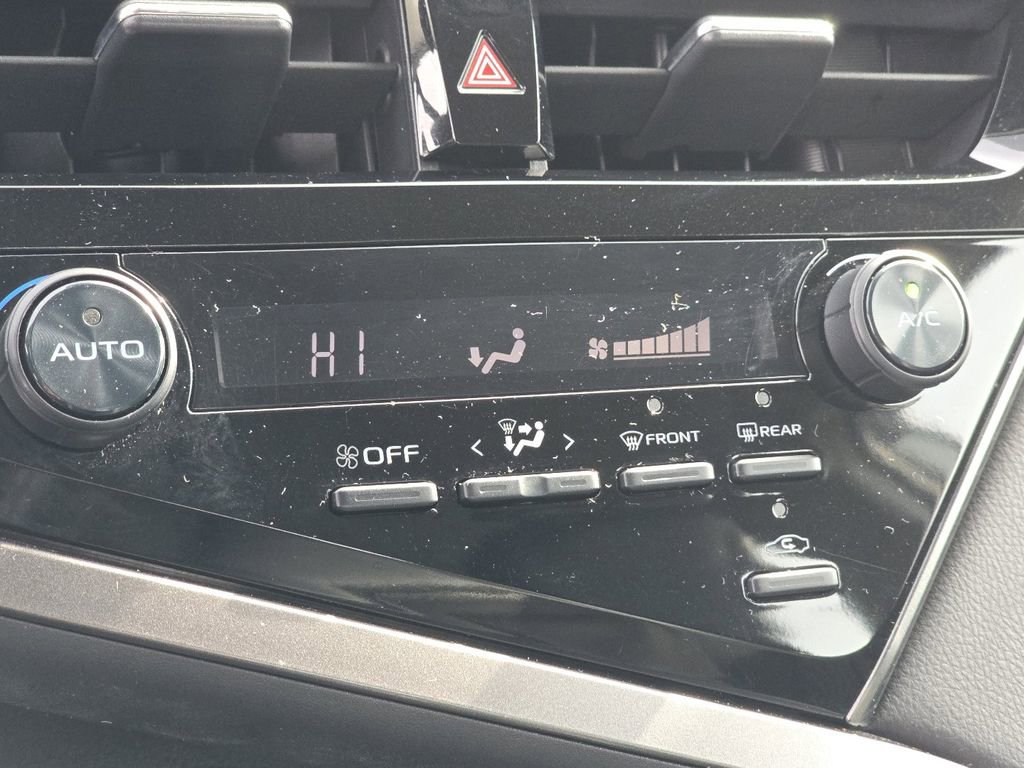 AUTO
HI
A/C
OFF
< >
FRONT
REAR